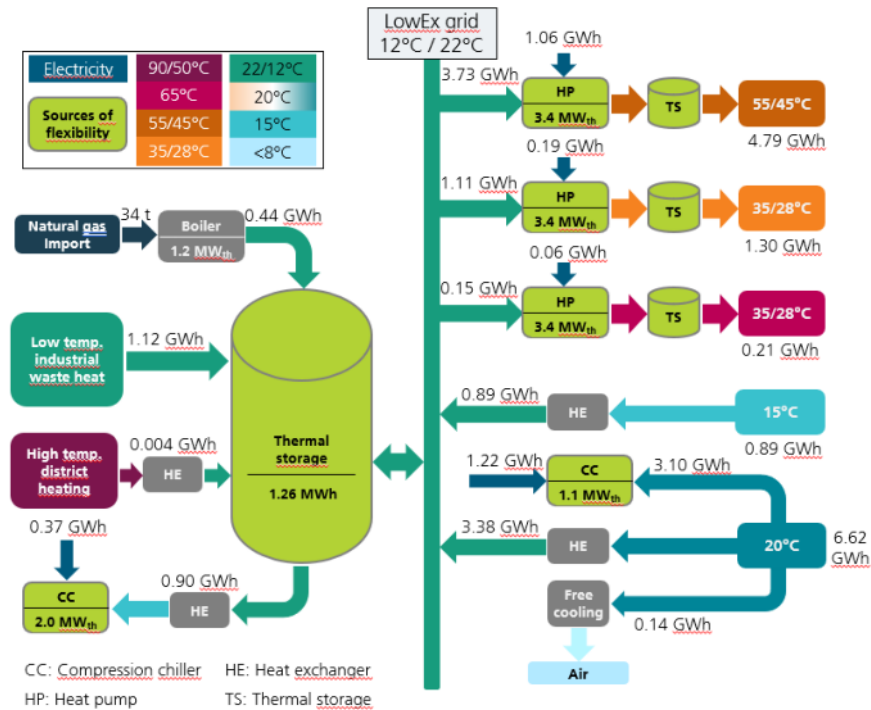 LowEx grid
12°C / 22°C
Electricity
90/50°C
22/12°C
Sources of
flexibility
65°C
20°C
55/45°C
15°C
35/28°C
<8°C
1.06 GWh
3.73 GWh
HP
3.4 MWth
TS
55/45°C
4.79 GWh
0.19 GWh
1.11 GWh
HP
3.4 MWth
TS
35/28°C
1.30 GWh
0.06 GWh
0.15 GWh
HP
3.4 MWth
TS
35/28°C
0.21 GWh
Natural gas
Import
34 t
Boiler
1.2 MWth
0.44 GWh
Low temp.
industrial
waste heat
1.12 GWh
High temp.
district
heating
0.004 GWh
HE
Thermal
storage
1.26 MWh
0.37 GWh
CC
2.0 MWth
0.90 GWh
HE
0.89 GWh
HE
15°C
0.89 GWh
1.22 GWh
CC
1.1 MWth
3.10 GWh
3.38 GWh
HE
20°C
6.62
GWh
Free
cooling
0.14 GWh
Air
CC: Compression chiller
HE: Heat exchanger
HP: Heat pump
TS: Thermal storage